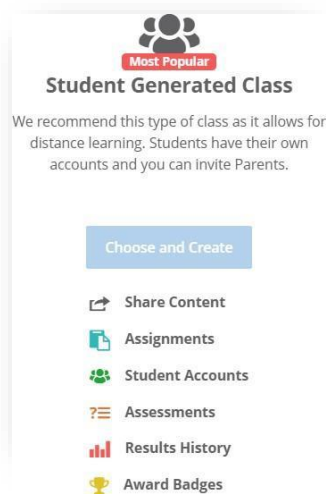 Most Popular
Student Generated Class
We recommend this type of class as it allows for
distance learning. Students have their own
accounts and you can invite Parents.
Choose and Create
Share Content
Assignments
Student Accounts
Assessments
Results History
Award Badges